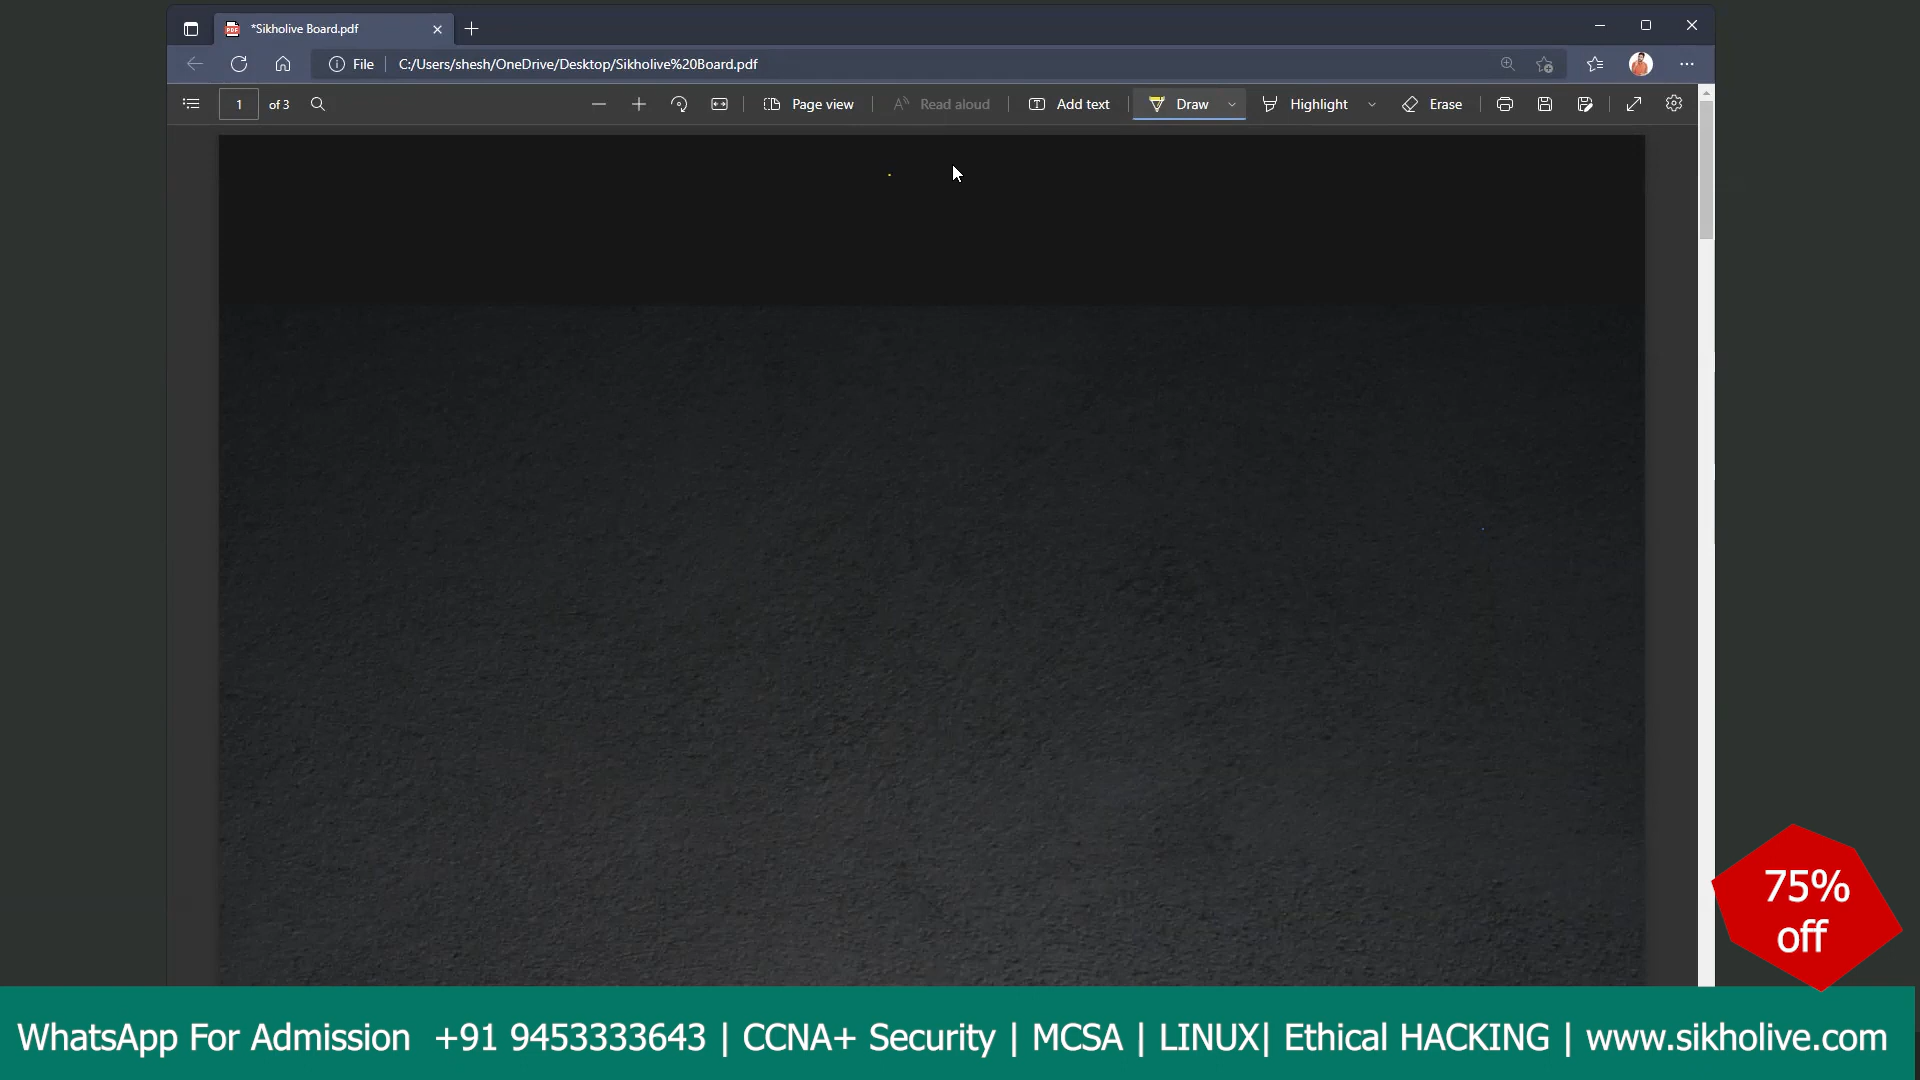 *Sikholive Board.pdf
File
C:/Users/shesh/OneDrive/Desktop/Sikholive%20Board.pdf
1 of 3
Page view
Read aloud
Add text
Draw
Highlight
Erase
75%
off
WhatsApp For Admission +91 9453333643 | CCNA+ Security | MCSA | LINUX| Ethical HACKING | www.sikholive.com